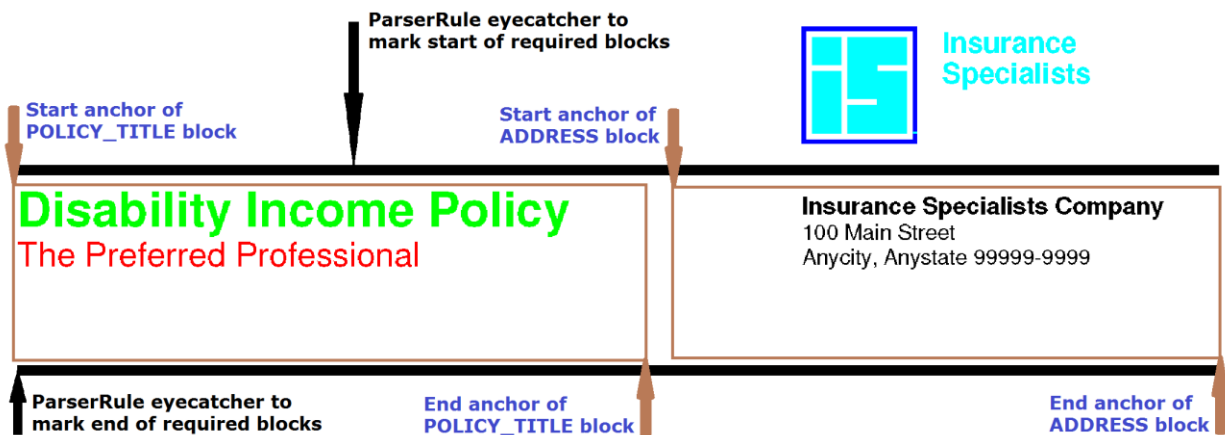 ParserRule eyecatcher to
mark start of required blocks
Insurance
Specialists
Start anchor of
POLICY_TITLE block
Start anchor of
ADDRESS block
Disability Income Policy
The Preferred Professional
Insurance Specialists Company
100 Main Street
Anycity, Anystate 99999-9999
ParserRule eyecatcher to
mark end of required blocks
End anchor of
POLICY_TITLE block
End anchor of
ADDRESS block